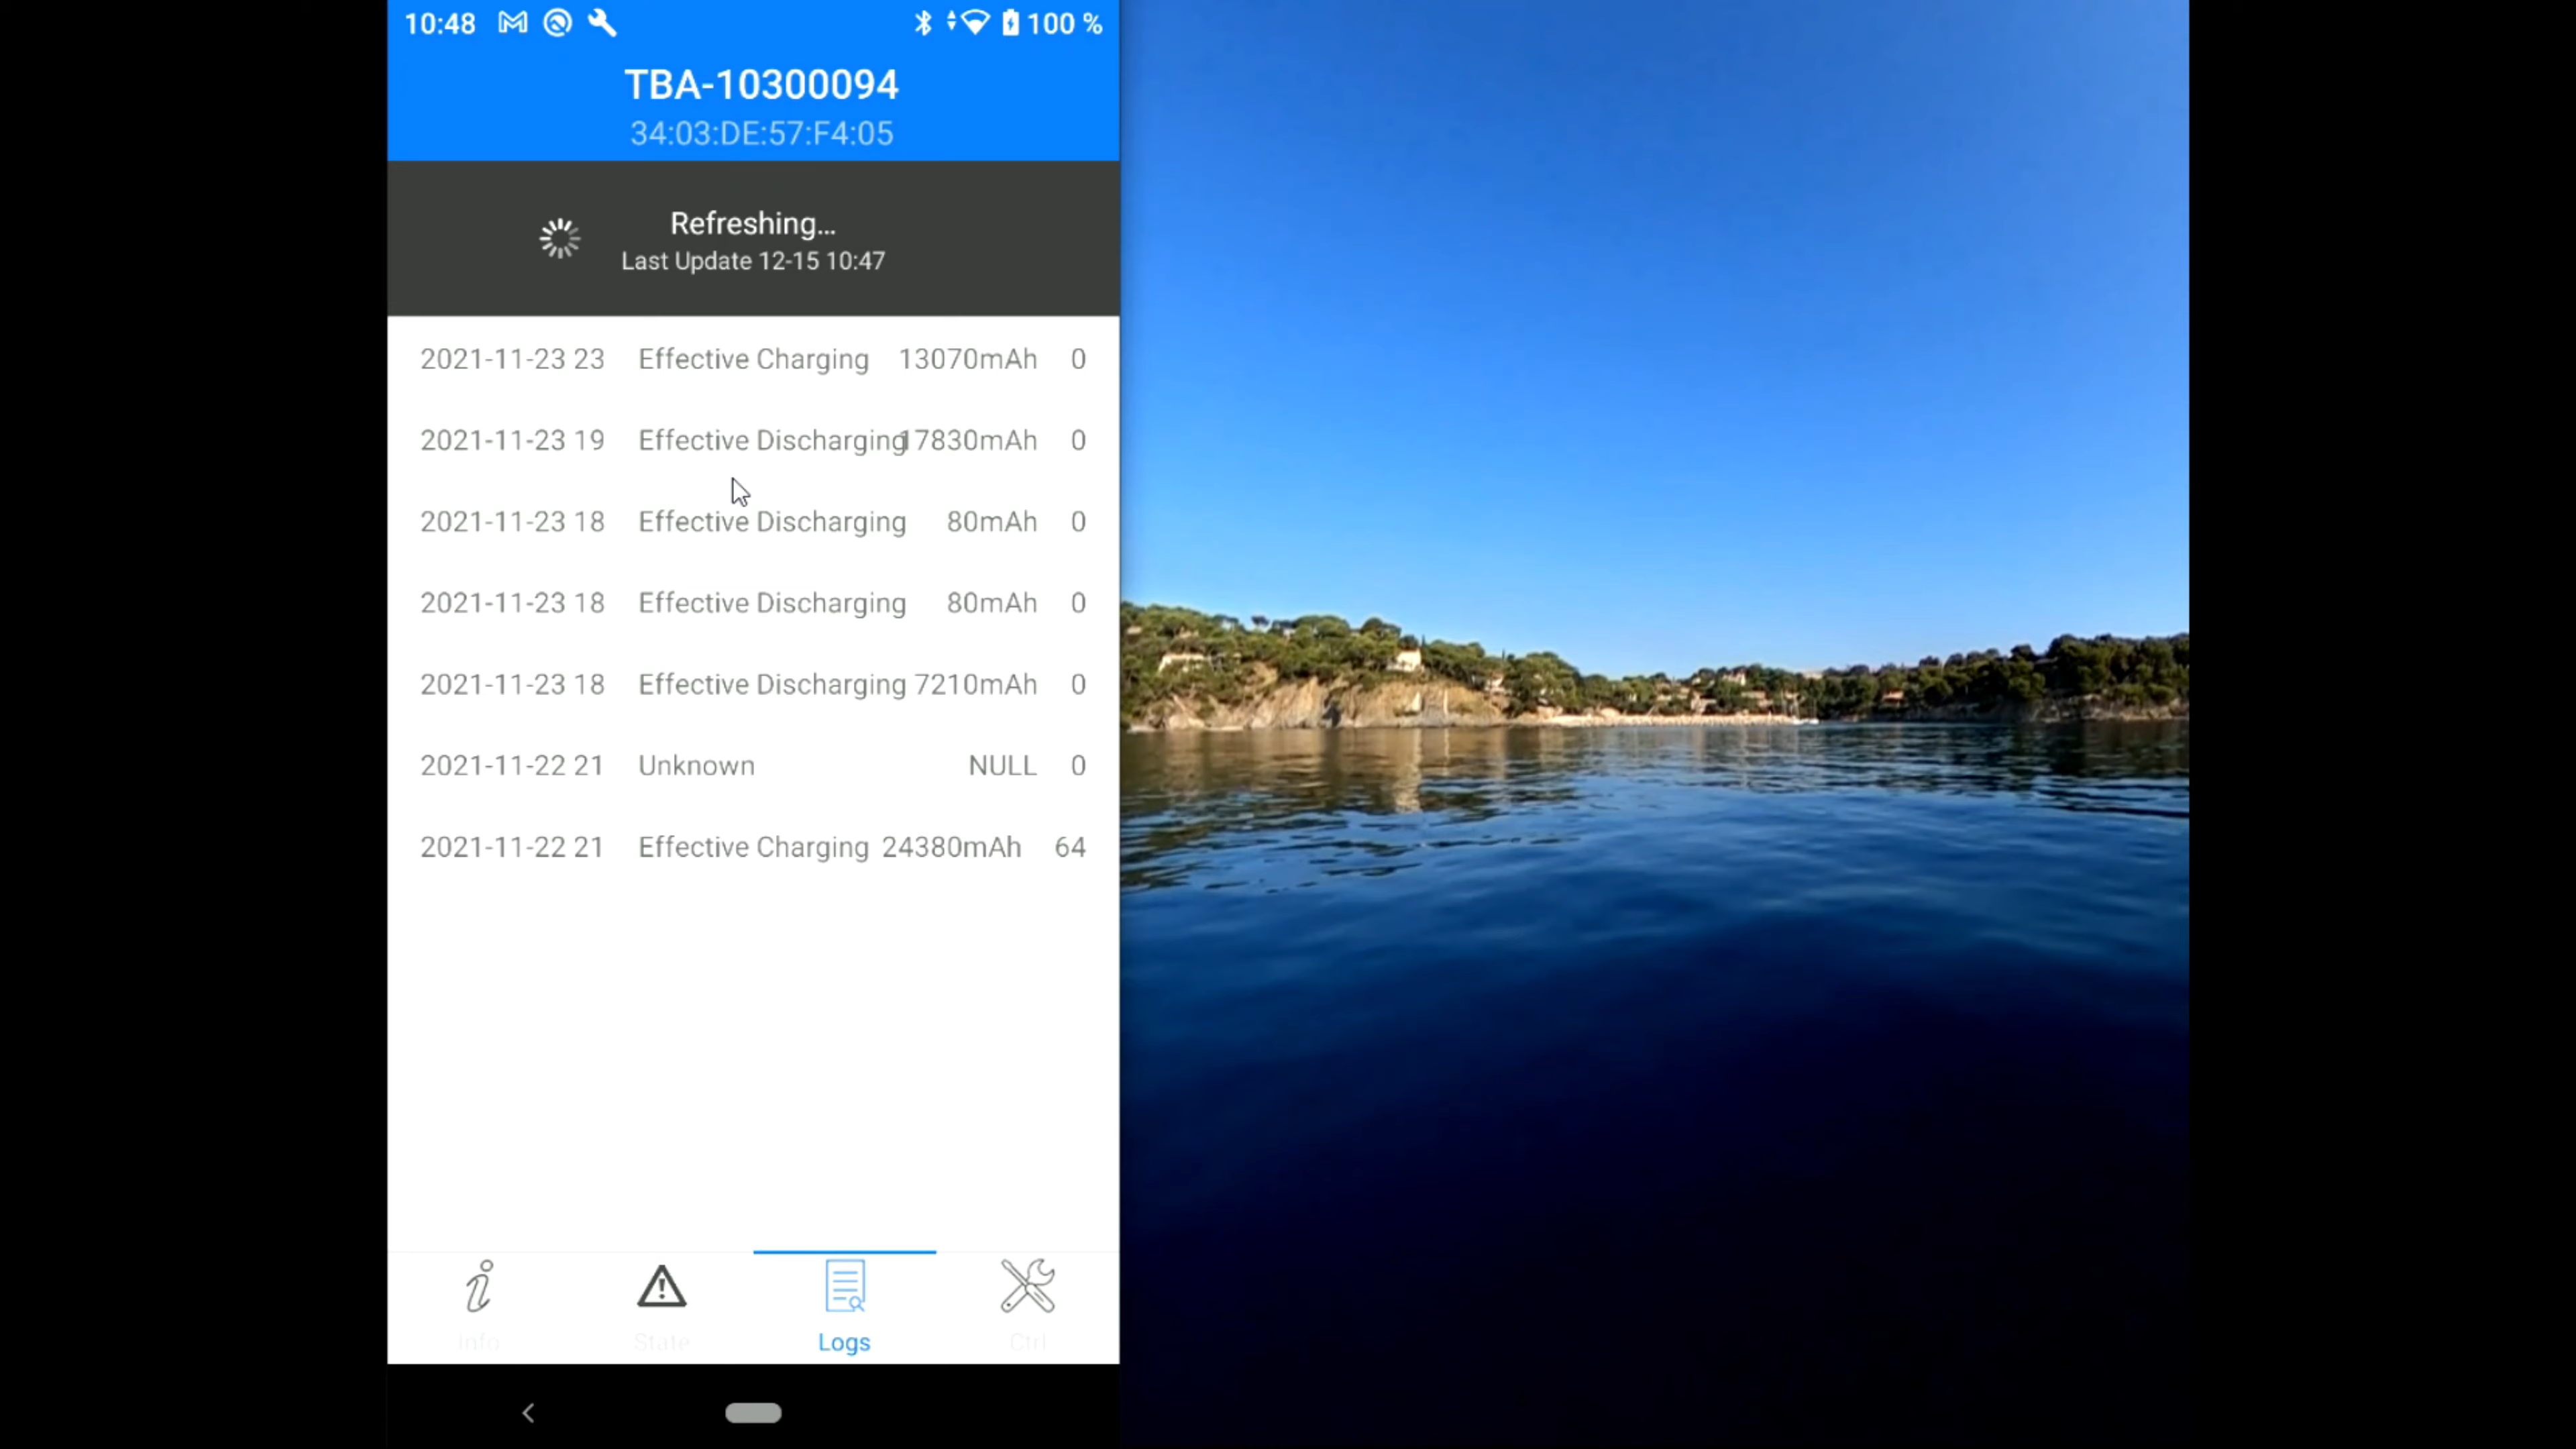 10:48 100 %
TBA-10300094
34:03:DE:57:F4:05
Refreshing...
Last Update 12-15 10:47
2021-11-23 23 Effective Charging 13070mAh 0
2021-11-23 19 Effective Discharging 17830mAh 0
2021-11-23 18 Effective Discharging 80mAh 0
2021-11-23 18 Effective Discharging 80mAh 0
2021-11-23 18 Effective Discharging 7210mAh 0
2021-11-22 21 Unknown NULL 0
2021-11-22 21 Effective Charging 24380mAh 64
Info State Logs Ctrl